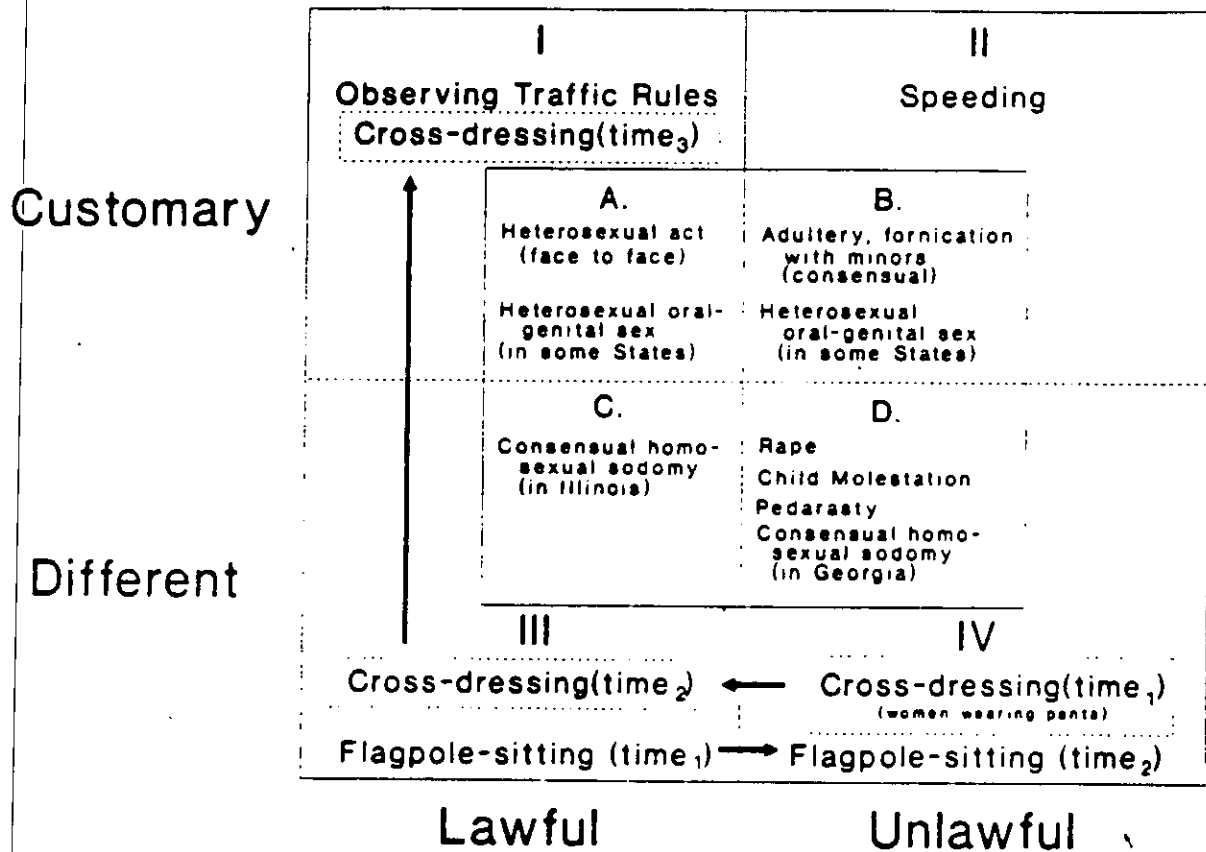 I
II
Observing Traffic Rules
Speeding
Cross-dressing(time₃)
Customary
A.
Heterosexual act
(face to face)
Heterosexual oral-
genital sex
(in some States)
B.
Adultery, fornication
with minors
(consensual)
Heterosexual
oral-genital sex
(in some States)
C.
Consensual homo-
sexual sodomy
(in Illinois)
D.
Rape
Child Molestation
Pedarasty
Consensual homo-
sexual sodomy
(in Georgia)
Different
III
IV
Cross-dressing(time₂)
Cross-dressing(time₁)
(women wearing pants)
Flagpole-sitting (time₁)
Flagpole-sitting (time₂)
Lawful
Unlawful